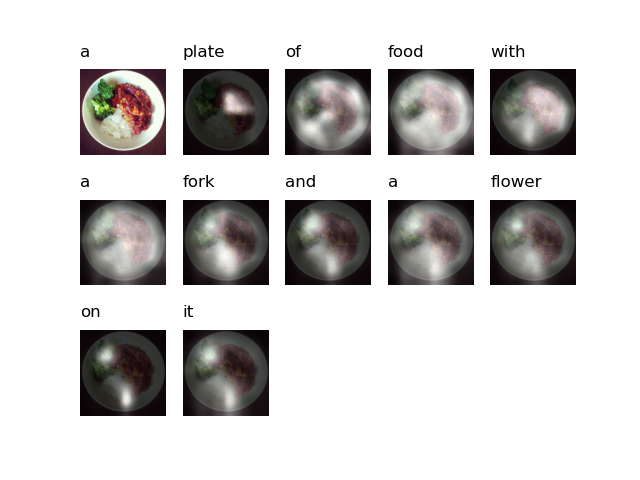 a plate of food with
a fork and a flower
on it